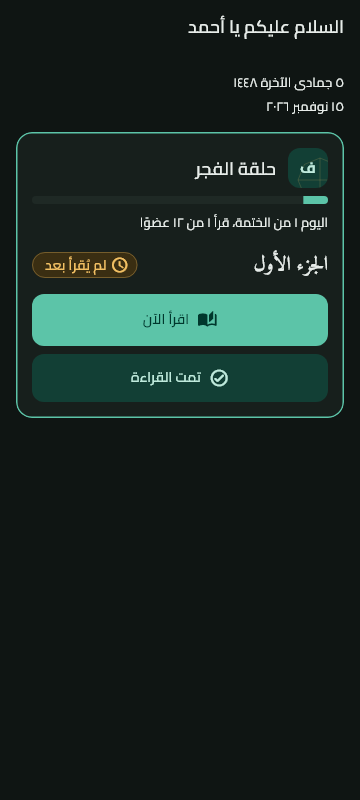 السلام عليكم يا أحمد
٥ جمادى الآخرة ١٤٤٨
١٥ نوفمبر ٢٠٢٦
ف
حلقة الفجر
اليوم ١ من الختمة، قرأ ١ من ١٢ عضوًا
الجزء الأول
لم يُقرأ بعد
اقرأ الآن
تمت القراءة